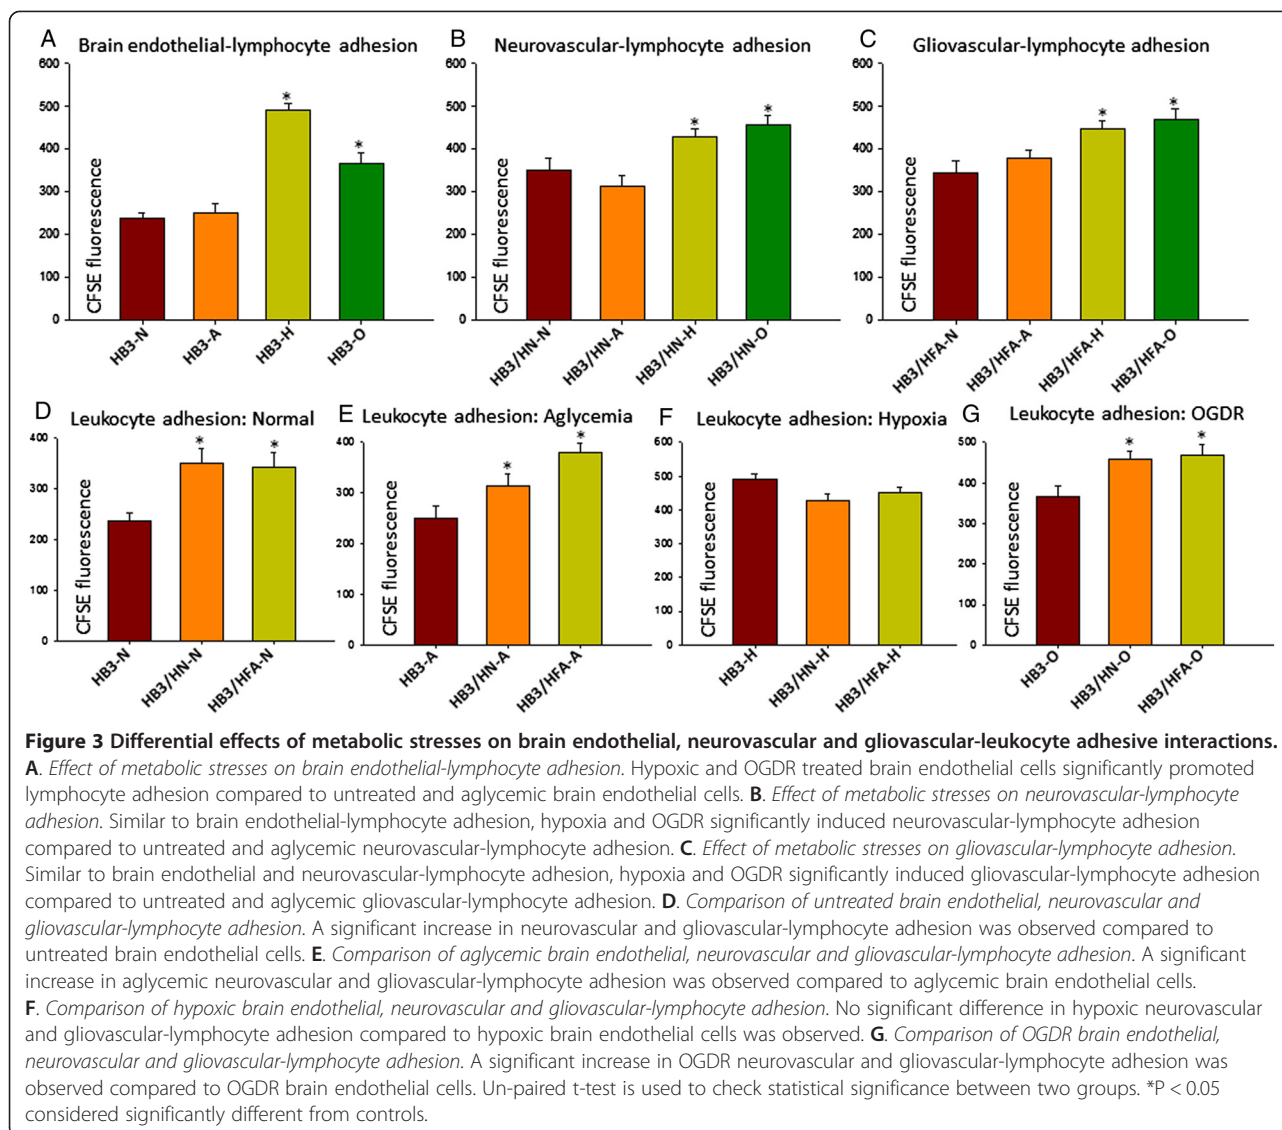 A
Brain endothelial-lymphocyte adhesion
CFSE fluorescence
600
500
400
300
200
100
0
*
*
HB3-N
HB3-A
HB3-H
HB3-O
B
Neurovascular-lymphocyte adhesion
CFSE fluorescence
600
500
400
300
200
100
0
*
*
HB3/HN-N
HB3/HN-A
HB3/HN-H
HB3/HN-O
C
Gliovascular-lymphocyte adhesion
CFSE fluorescence
600
500
400
300
200
100
0
*
*
HB3/HFA-N
HB3/HFA-A
HB3/HFA-H
HB3/HFA-O
D
Leukocyte adhesion: Normal
CFSE fluorescence
400
300
200
100
0
*
*
HB3-N
HB3/HN-N
HB3/HFA-N
E
Leukocyte adhesion: Aglycemia
CFSE fluorescence
400
300
200
100
0
*
*
HB3-A
HB3/HN-A
HB3/HFA-A
F
Leukocyte adhesion: Hypoxia
CFSE fluorescence
600
500
400
300
200
100
0
HB3-H
HB3/HN-H
HB3/HFA-H
G
Leukocyte adhesion: OGDR
CFSE fluorescence
500
400
300
200
100
0
*
*
HB3-O
HB3/HN-O
HB3/HFA-O
Figure 3 Differential effects of metabolic stresses on brain endothelial, neurovascular and gliovascular-leukocyte adhesive interactions.
A. Effect of metabolic stresses on brain endothelial-lymphocyte adhesion. Hypoxic and OGDR treated brain endothelial cells significantly promoted
lymphocyte adhesion compared to untreated and aglycemic brain endothelial cells. B. Effect of metabolic stresses on neurovascular-lymphocyte
adhesion. Similar to brain endothelial-lymphocyte adhesion, hypoxia and OGDR significantly induced neurovascular-lymphocyte adhesion
compared to untreated and aglycemic neurovascular-lymphocyte adhesion. C. Effect of metabolic stresses on gliovascular-lymphocyte adhesion.
Similar to brain endothelial and neurovascular-lymphocyte adhesion, hypoxia and OGDR significantly induced gliovascular-lymphocyte adhesion
compared to untreated and aglycemic gliovascular-lymphocyte adhesion. D. Comparison of untreated brain endothelial, neurovascular and
gliovascular-lymphocyte adhesion. A significant increase in neurovascular and gliovascular-lymphocyte adhesion was observed compared to
untreated brain endothelial cells. E. Comparison of aglycemic brain endothelial, neurovascular and gliovascular-lymphocyte adhesion. A significant
increase in aglycemic neurovascular and gliovascular-lymphocyte adhesion was observed compared to aglycemic brain endothelial cells.
F. Comparison of hypoxic brain endothelial, neurovascular and gliovascular-lymphocyte adhesion. No significant difference in hypoxic neurovascular
and gliovascular-lymphocyte adhesion compared to hypoxic brain endothelial cells was observed. G. Comparison of OGDR brain endothelial,
neurovascular and gliovascular-lymphocyte adhesion. A significant increase in OGDR neurovascular and gliovascular-lymphocyte adhesion was
observed compared to OGDR brain endothelial cells. Un-paired t-test is used to check statistical significance between two groups. *P < 0.05
considered significantly different from controls.